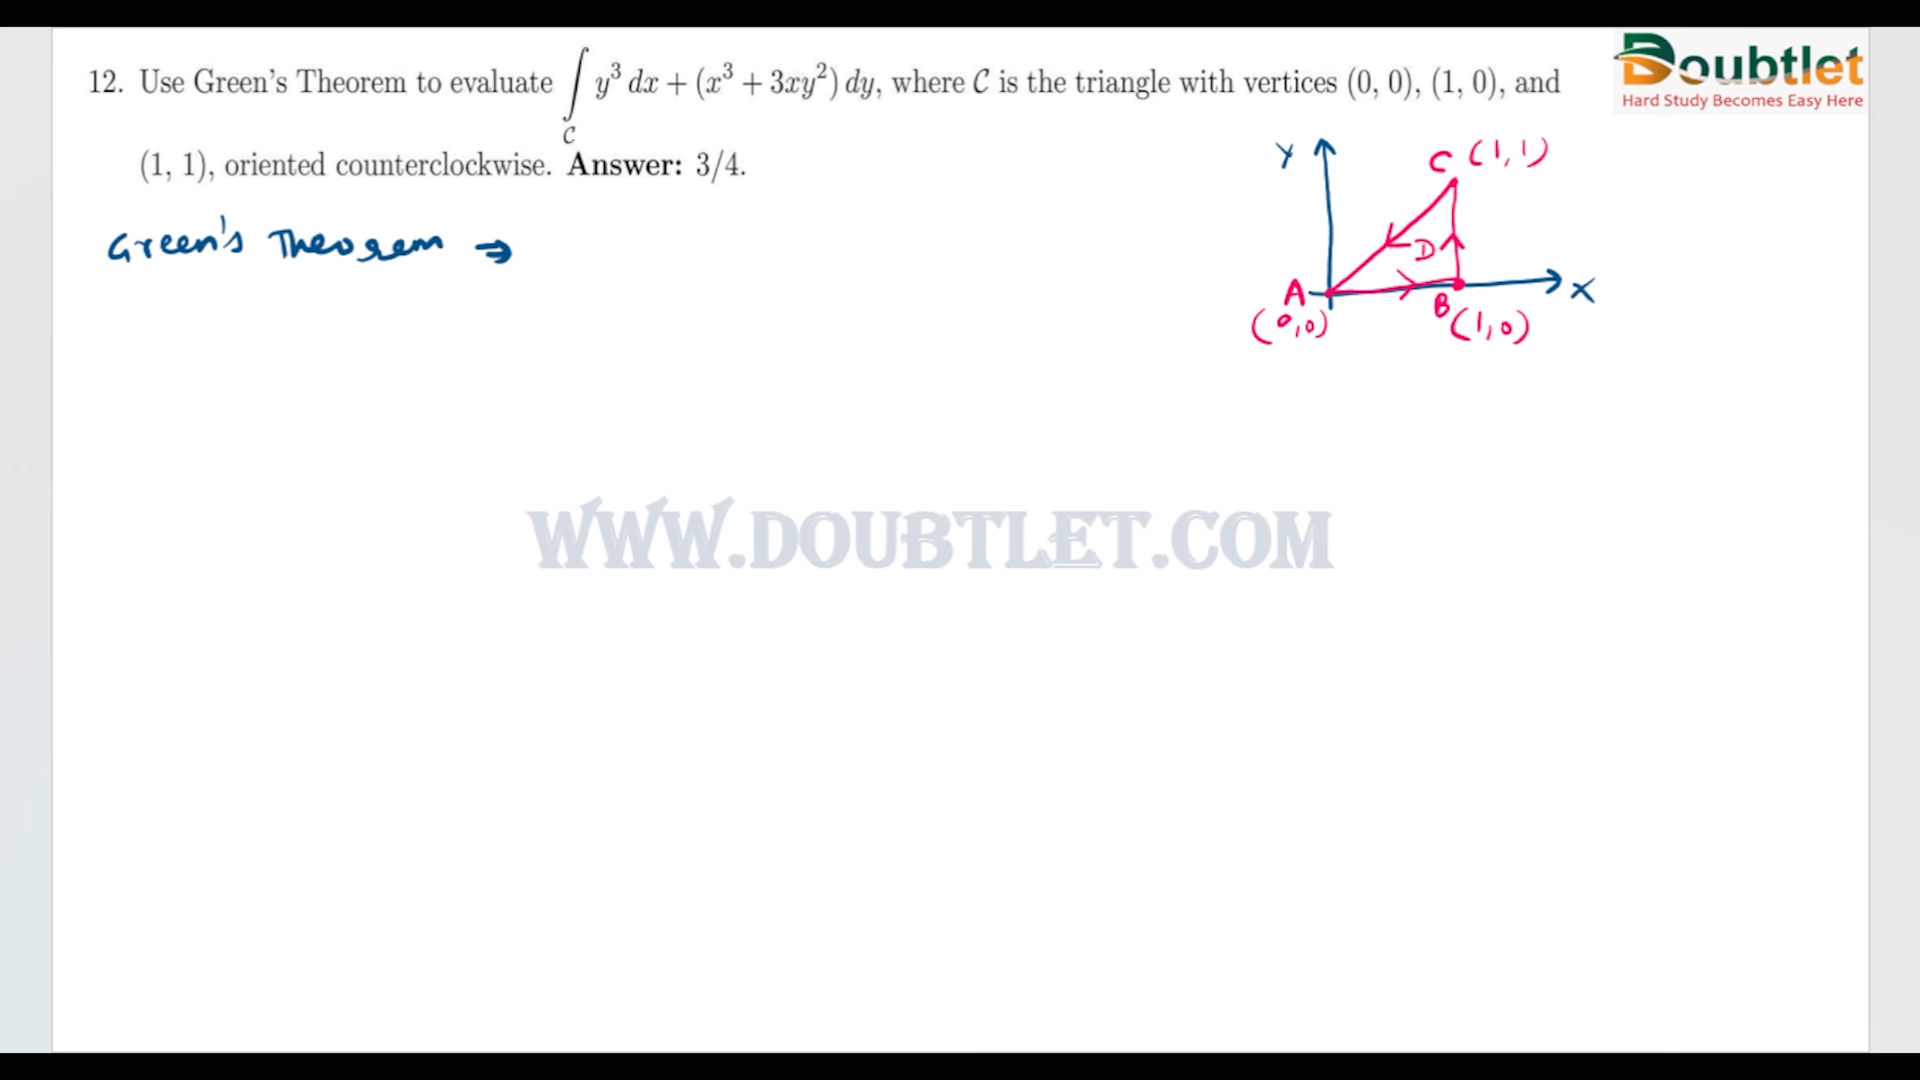 12. Use Green's Theorem to evaluate ∫_C y³ dx + (x³ + 3xy²) dy, where C is the triangle with vertices (0, 0), (1, 0), and
(1, 1), oriented counterclockwise. Answer: 3/4.
Doubtlet
Hard Study Becomes Easy Here
Green's Theorem ⇒
Y
C (1,1)
D
A
(0,0)
B (1,0)
X
WWW.DOUBTLET.COM